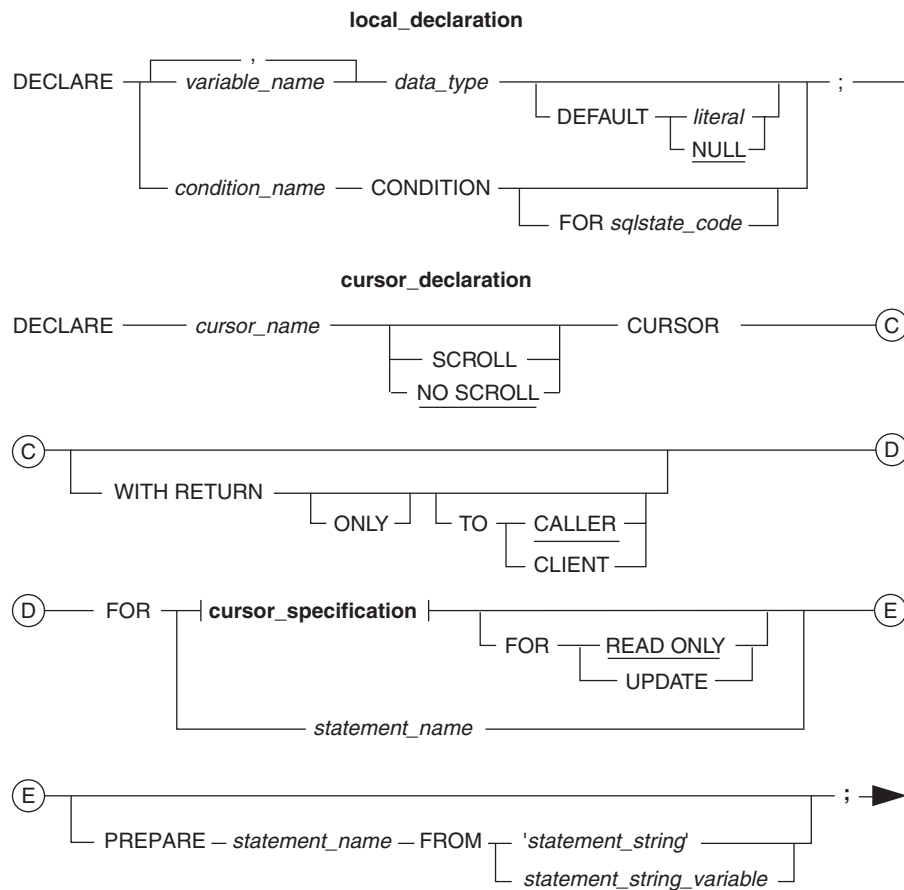 local_declaration
,
DECLARE variable_name data_type ;
DEFAULT literal
NULL
condition_name CONDITION
FOR sqlstate_code
cursor_declaration
DECLARE cursor_name CURSOR C
SCROLL
NO SCROLL
C D
WITH RETURN
ONLY TO CALLER
CLIENT
D FOR cursor_specification E
FOR READ ONLY
UPDATE
statement_name
E ;
PREPARE statement_name FROM 'statement_string'
statement_string_variable